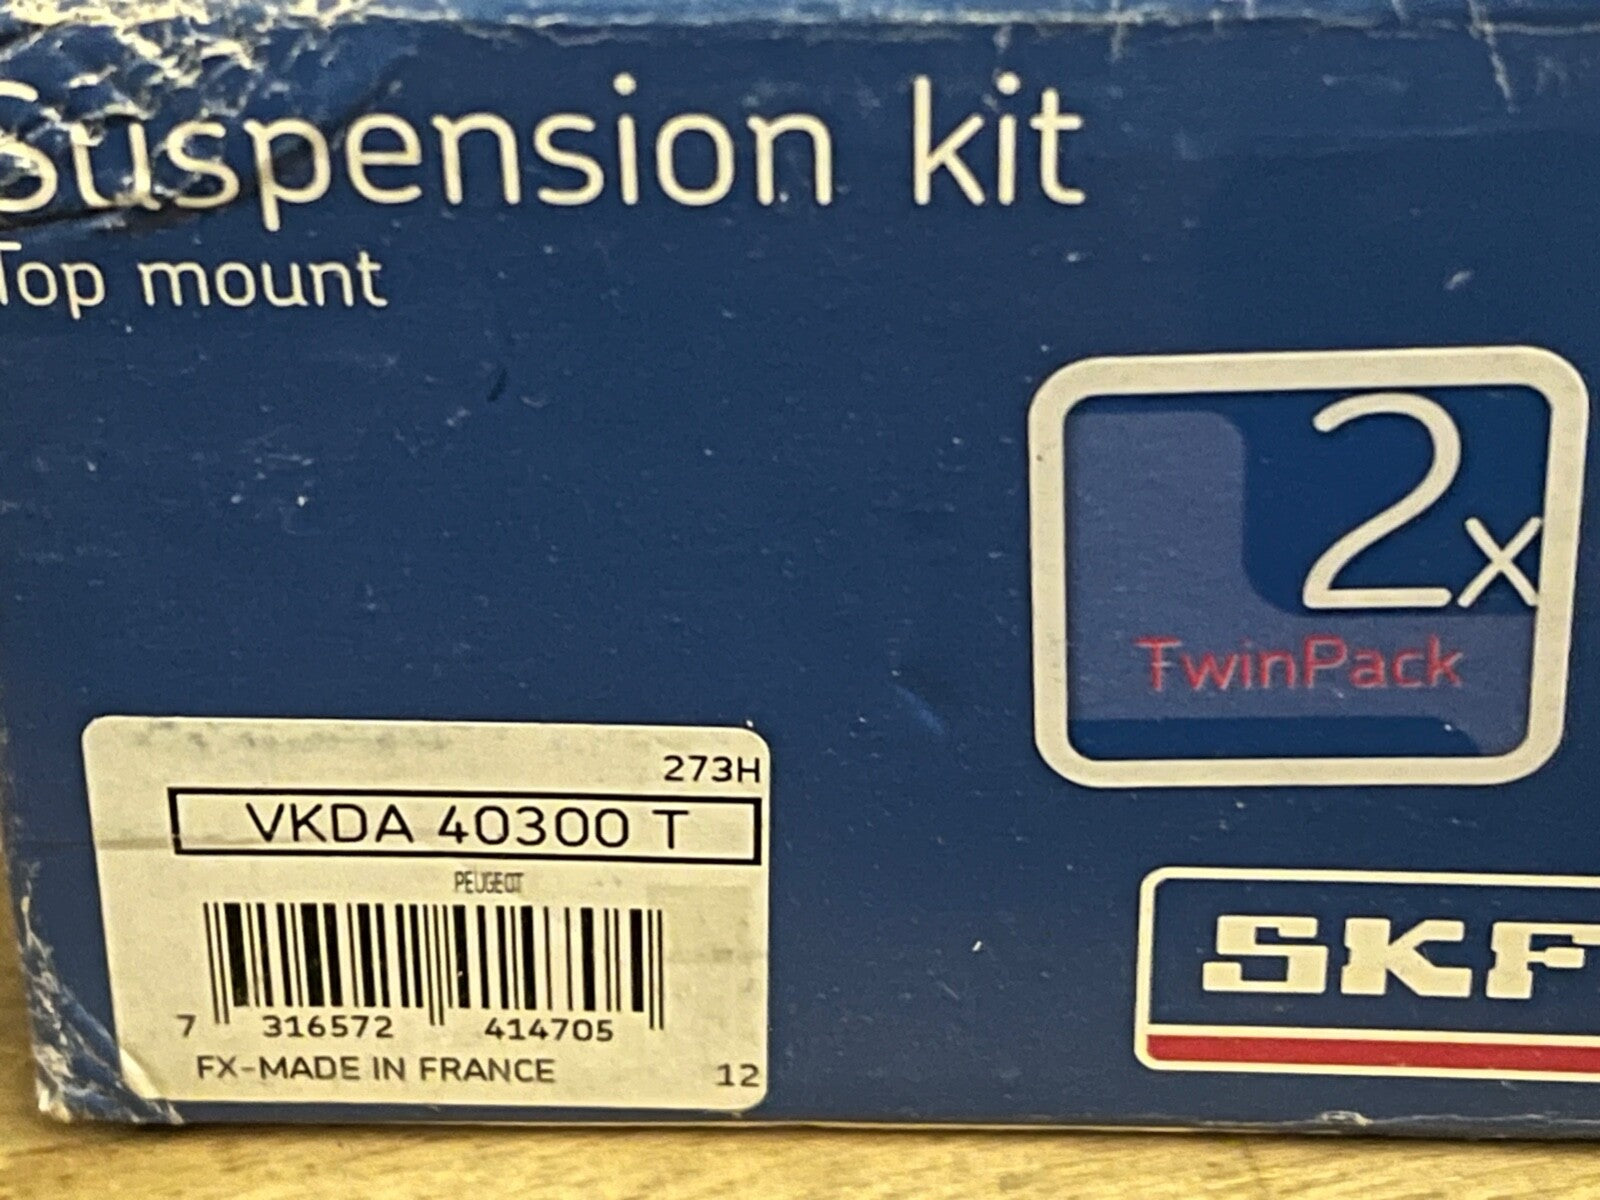 Suspension kit
Top mount
2x
TwinPack
273H
VKDA 40300 T
PEUGEOT
7 316572 414705
FX-MADE IN FRANCE
12
SKF